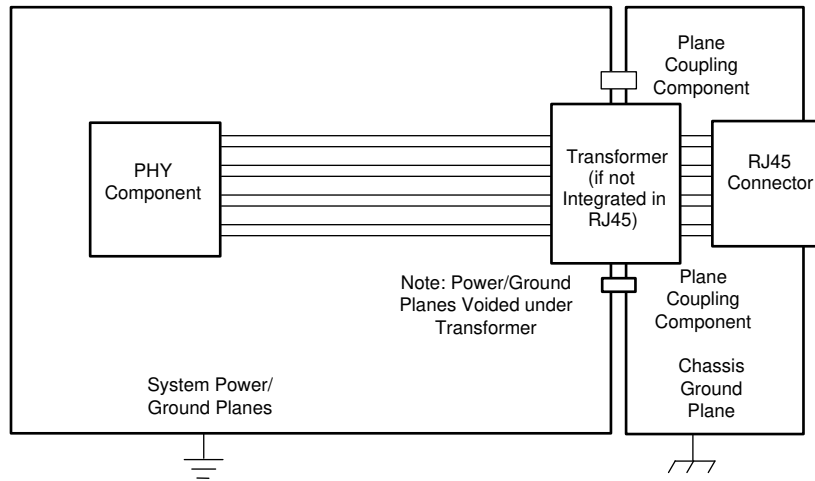 Plane
Coupling
Component
PHY
Component
Transformer
(if not
Integrated in
RJ45)
RJ45
Connector
Note: Power/Ground
Planes Voided under
Transformer
Plane
Coupling
Component
System Power/
Ground Planes
Chassis
Ground
Plane